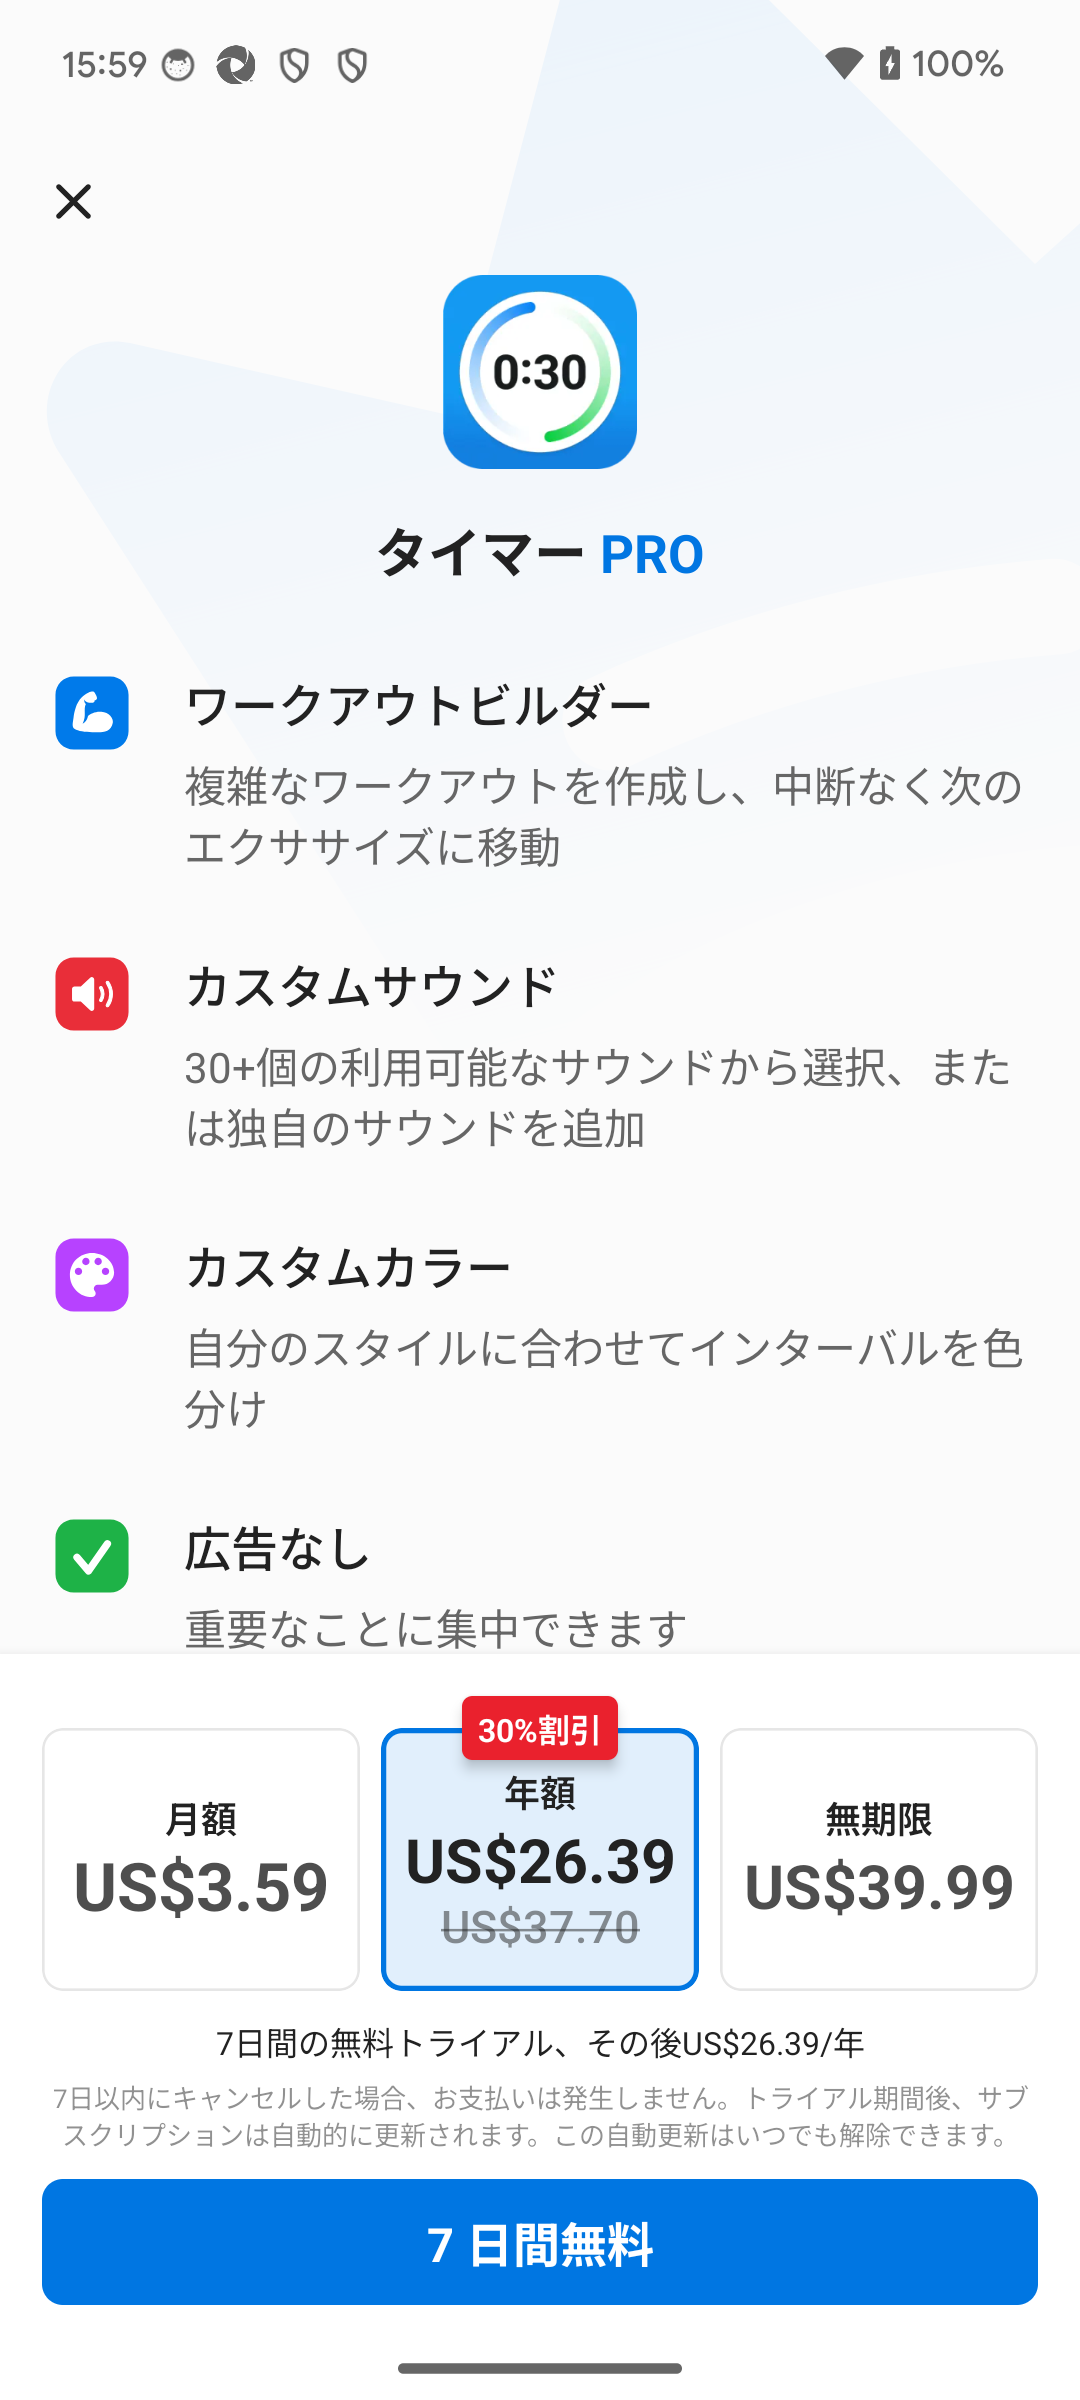 15:59
100%
0:30
タイマー PRO
ワークアウトビルダー
複雑なワークアウトを作成し、中断なく次の
エクササイズに移動
カスタムサウンド
30+個の利用可能なサウンドから選択、また
は独自のサウンドを追加
カスタムカラー
自分のスタイルに合わせてインターバルを色
分け
広告なし
重要なことに集中できます
30%割引
月額
US$3.59
年額
US$26.39
US$37.70
無期限
US$39.99
7日間の無料トライアル、その後US$26.39/年
7日以内にキャンセルした場合、お支払いは発生しません。トライアル期間後、サブ
スクリプションは自動的に更新されます。この自動更新はいつでも解除できます。
7 日間無料